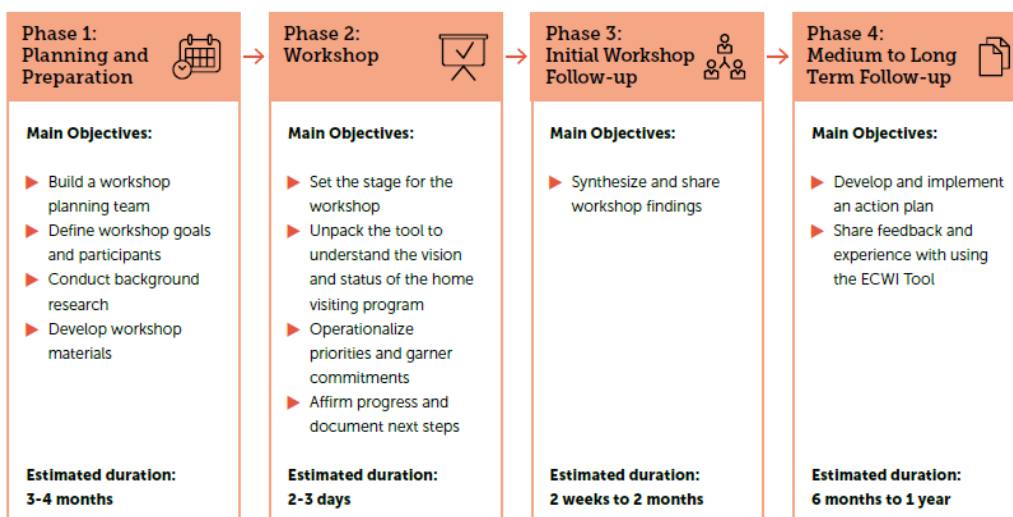 Phase 1:
Planning and
Preparation
Main Objectives:
Build a workshop
planning team
Define workshop goals
and participants
Conduct background
research
Develop workshop
materials
Estimated duration:
3-4 months
Phase 2:
Workshop
Main Objectives:
Set the stage for the
workshop
Unpack the tool to
understand the vision
and status of the home
visiting program
Operationalize
priorities and garner
commitments
Affirm progress and
document next steps
Estimated duration:
2-3 days
Phase 3:
Initial Workshop
Follow-up
Main Objectives:
Synthesize and share
workshop findings
Estimated duration:
2 weeks to 2 months
Phase 4:
Medium to Long
Term Follow-up
Main Objectives:
Develop and implement
an action plan
Share feedback and
experience with using
the ECWI Tool
Estimated duration:
6 months to 1 year